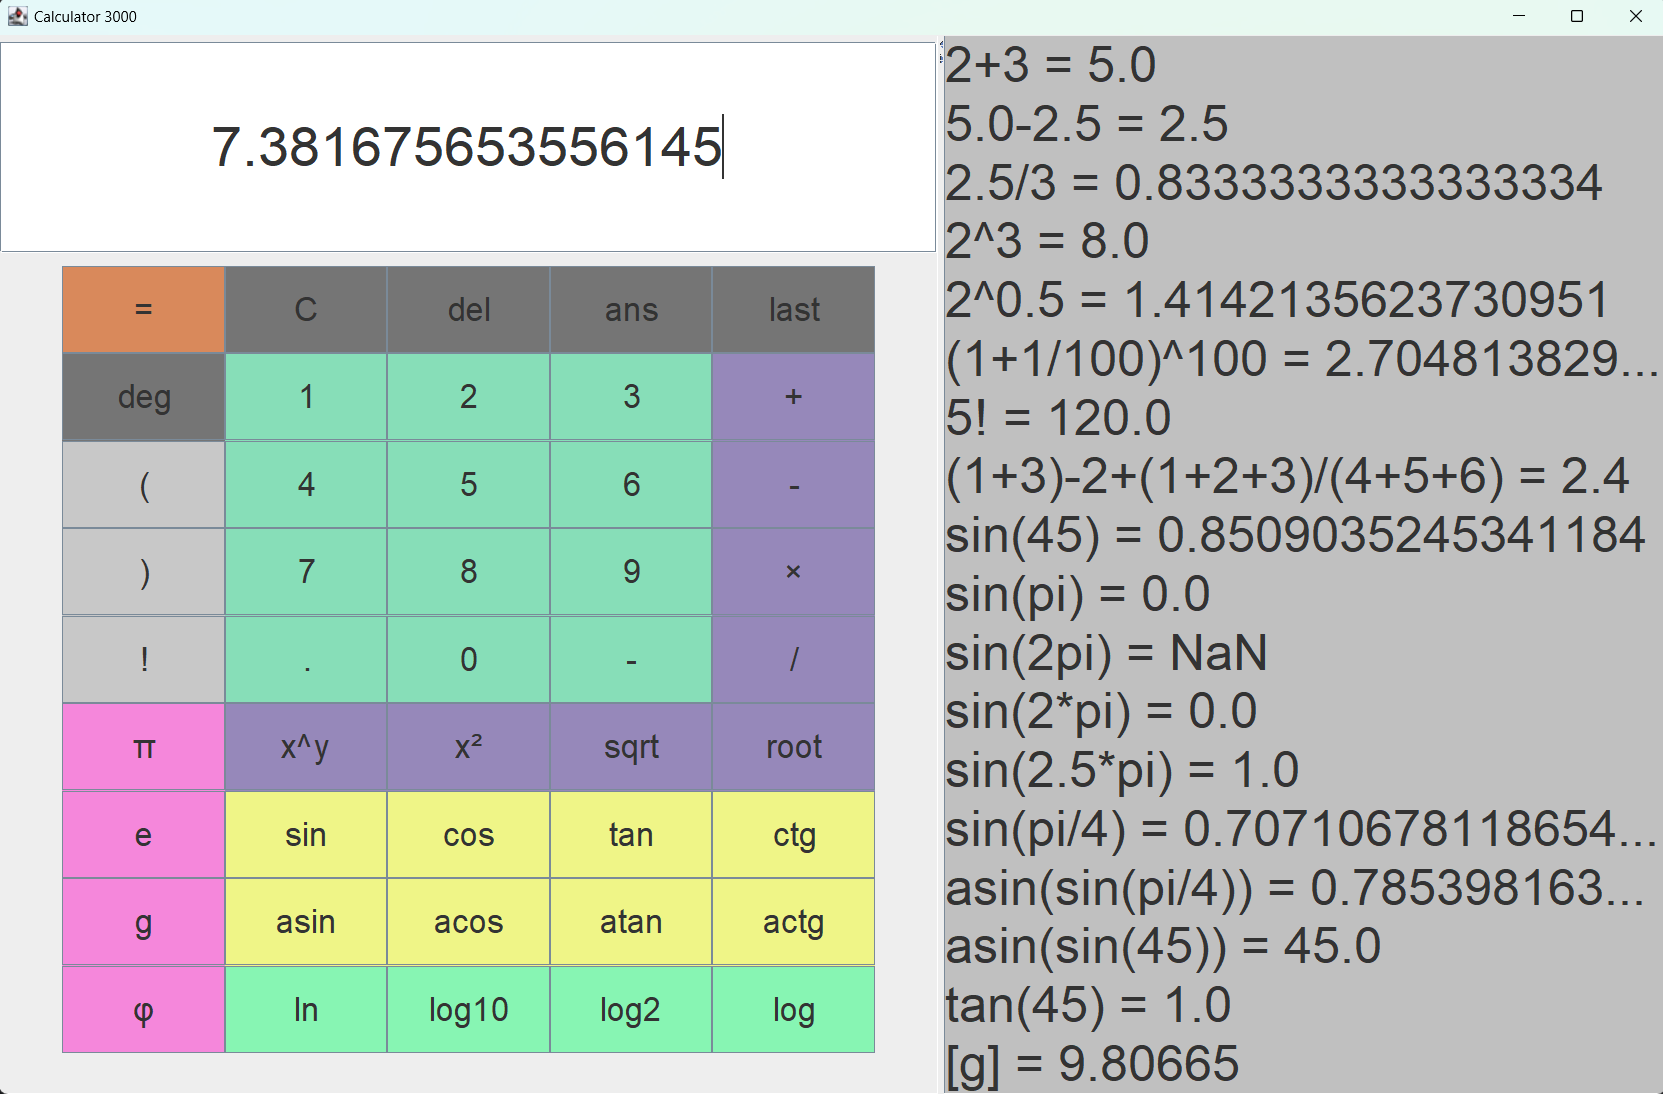 Calculator 3000
7.381675653556145
= C del ans last
deg 1 2 3 +
( 4 5 6 -
) 7 8 9 ×
! . 0 - /
π x^y x² sqrt root
e sin cos tan ctg
g asin acos atan actg
φ ln log10 log2 log
2+3 = 5.0
5.0-2.5 = 2.5
2.5/3 = 0.8333333333333334
2^3 = 8.0
2^0.5 = 1.4142135623730951
(1+1/100)^100 = 2.704813829...
5! = 120.0
(1+3)-2+(1+2+3)/(4+5+6) = 2.4
sin(45) = 0.8509035245341184
sin(pi) = 0.0
sin(2pi) = NaN
sin(2*pi) = 0.0
sin(2.5*pi) = 1.0
sin(pi/4) = 0.70710678118654...
asin(sin(pi/4)) = 0.785398163...
asin(sin(45)) = 45.0
tan(45) = 1.0
[g] = 9.80665